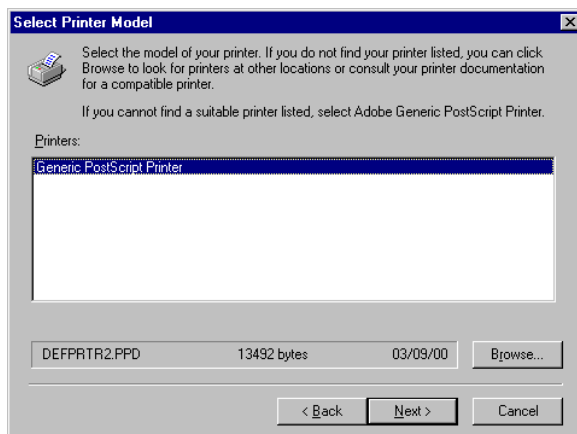 Select Printer Model
Select the model of your printer. If you do not find your printer listed, you can click
Browse to look for printers at other locations or consult your printer documentation
for a compatible printer.
If you cannot find a suitable printer listed, select Adobe Generic PostScript Printer.
Printers:
Generic PostScript Printer
DEFPRTR2.PPD 13492 bytes 03/09/00 Browse...
< Back Next > Cancel